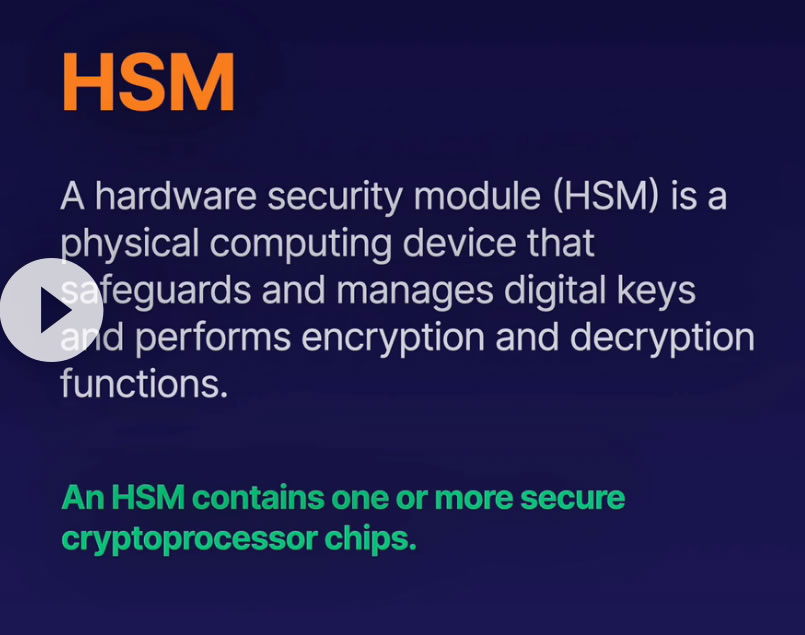 HSM
A hardware security module (HSM) is a
physical computing device that
safeguards and manages digital keys
and performs encryption and decryption
functions.
An HSM contains one or more secure
cryptoprocessor chips.